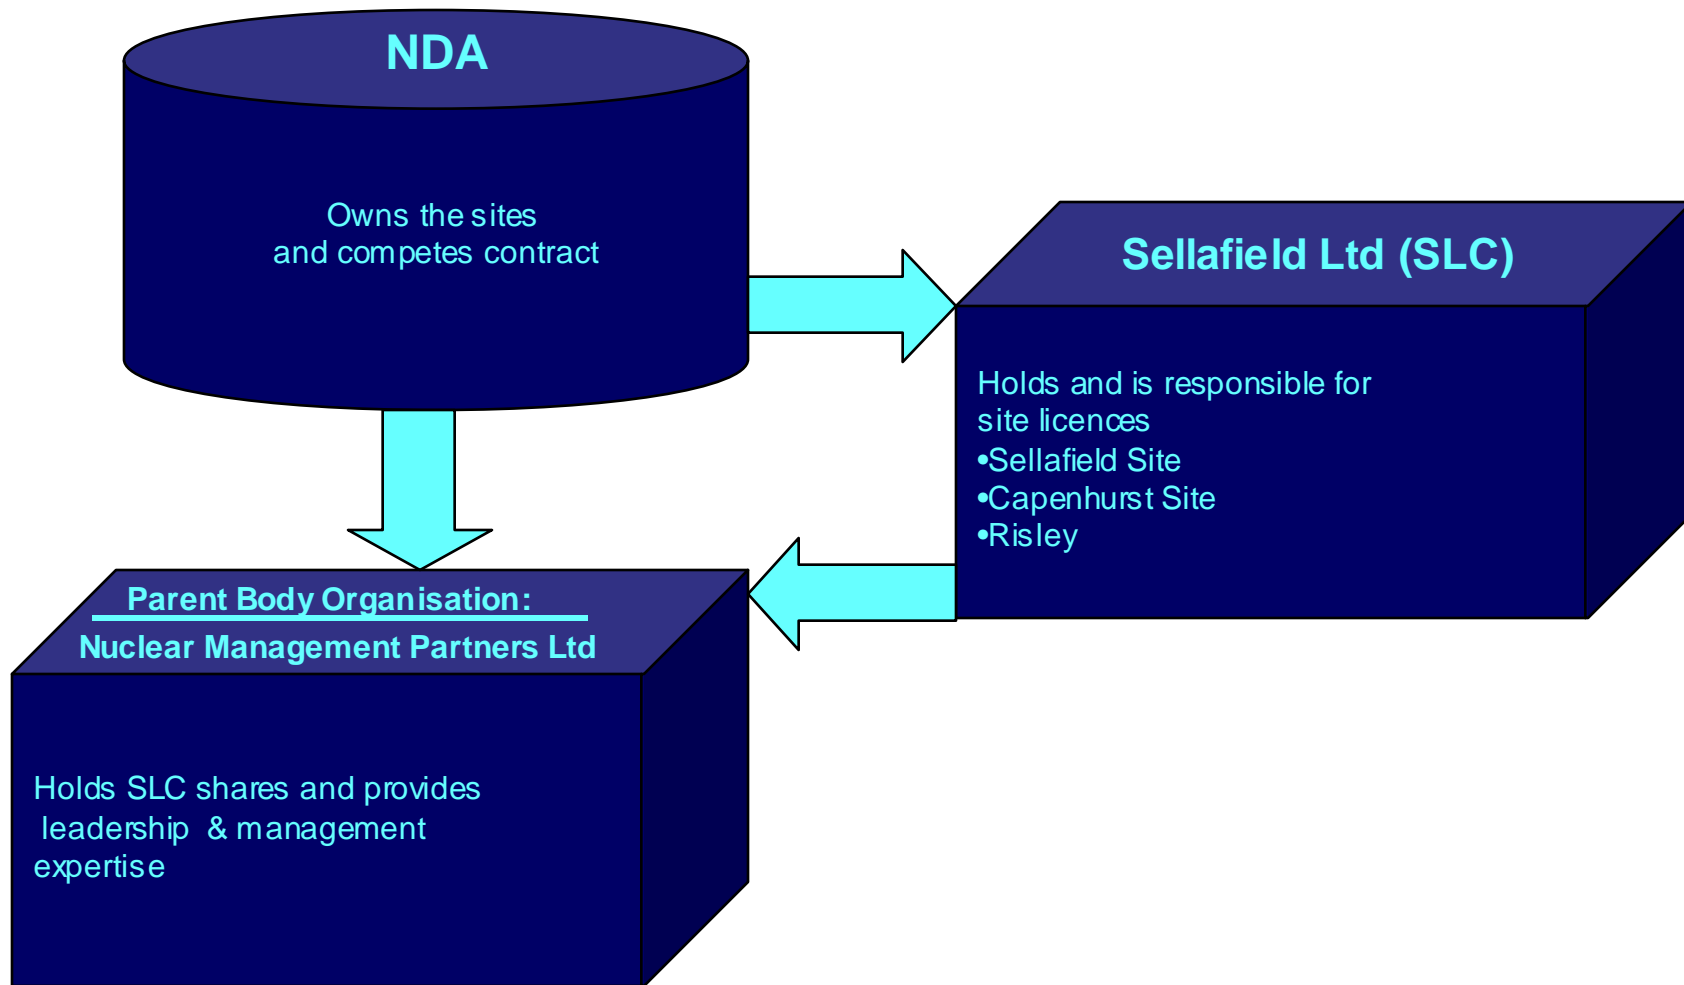 NDA
Owns the sites
and competes contract
Sellafield Ltd (SLC)
Holds and is responsible for
site licences
•Sellafield Site
•Capenhurst Site
•Risley
Parent Body Organisation:
Nuclear Management Partners Ltd
Holds SLC shares and provides
leadership & management
expertise